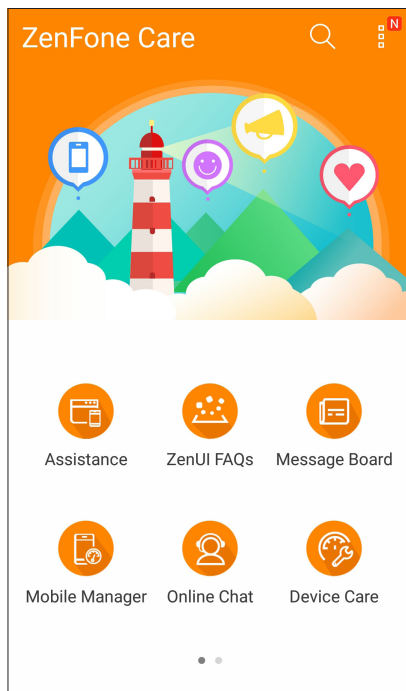 ZenFone Care
N
Assistance
ZenUI FAQs
Message Board
Mobile Manager
Online Chat
Device Care